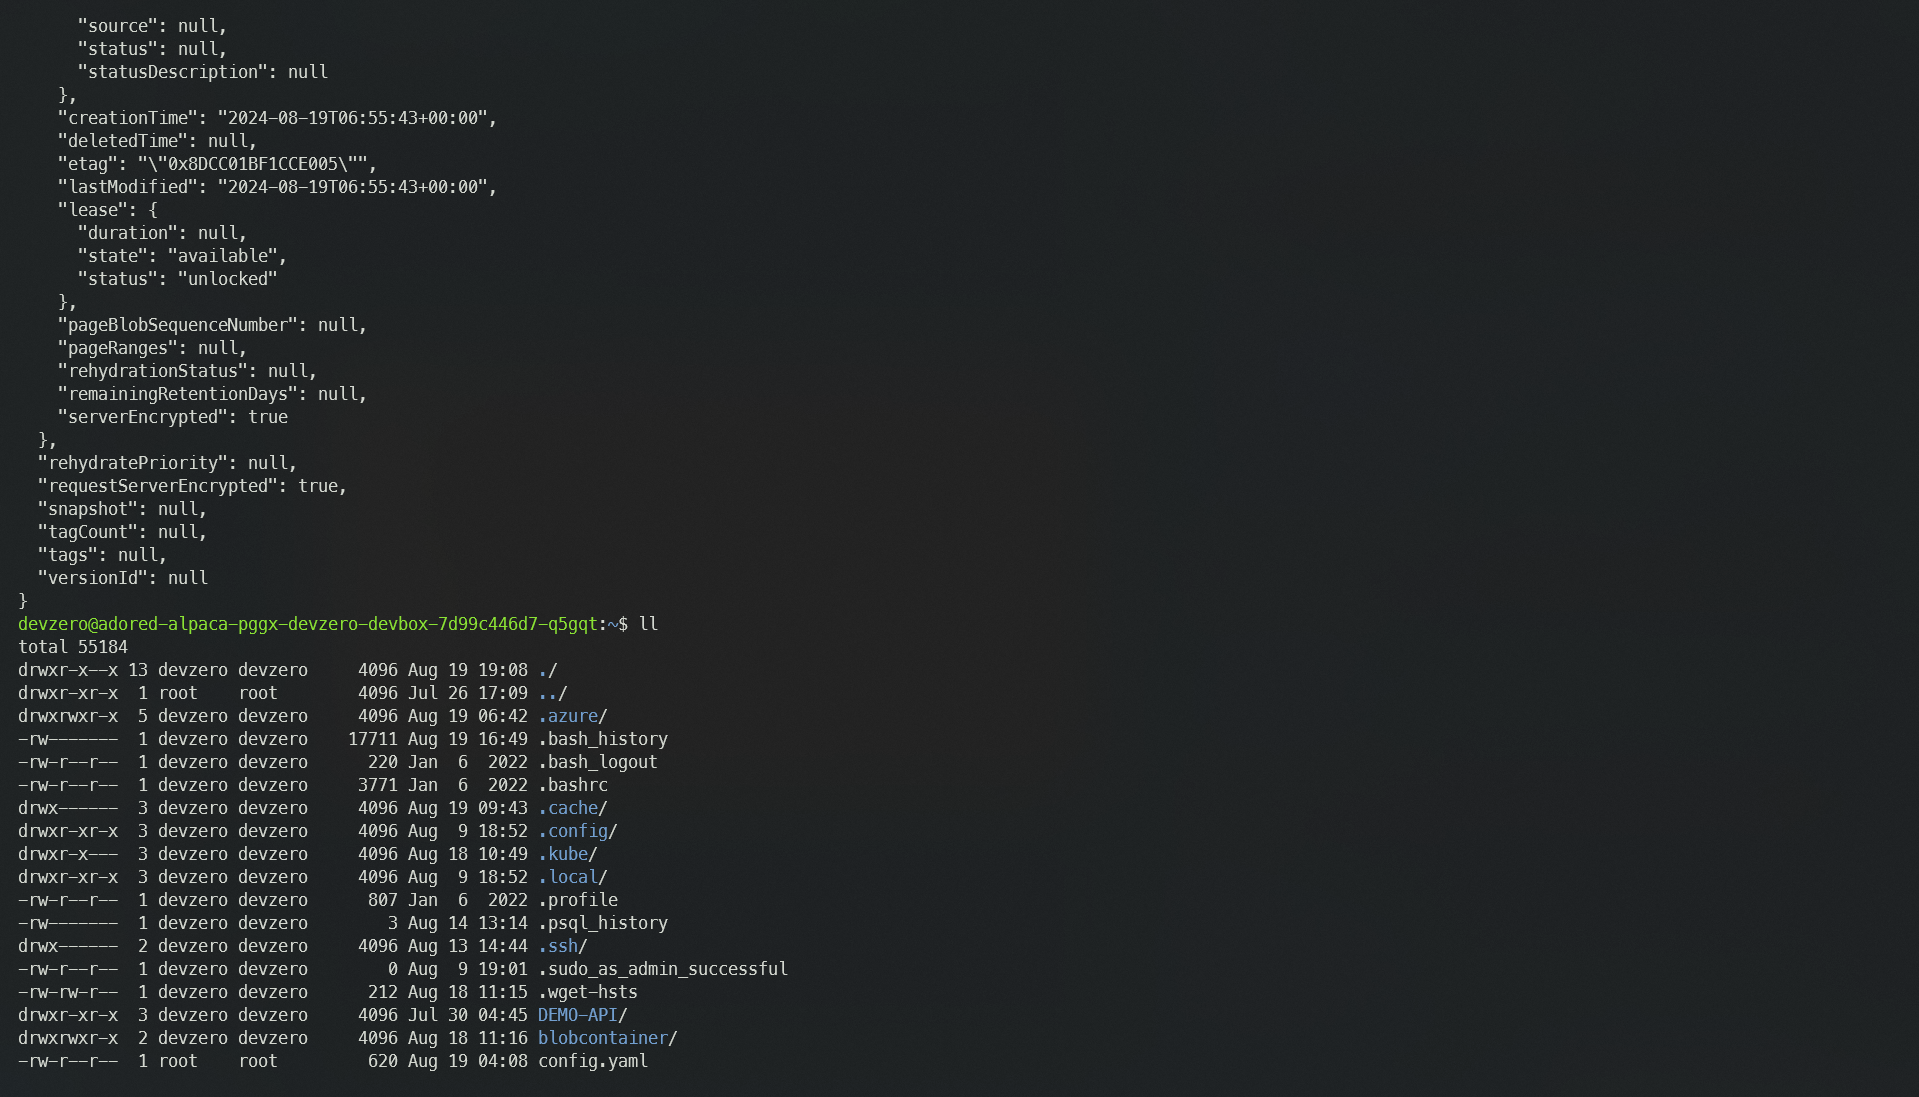 "source": null,
      "status": null,
      "statusDescription": null
    },
    "creationTime": "2024-08-19T06:55:43+00:00",
    "deletedTime": null,
    "etag": "\"0x8DCC01BF1CCE005\"",
    "lastModified": "2024-08-19T06:55:43+00:00",
    "lease": {
      "duration": null,
      "state": "available",
      "status": "unlocked"
    },
    "pageBlobSequenceNumber": null,
    "pageRanges": null,
    "rehydrationStatus": null,
    "remainingRetentionDays": null,
    "serverEncrypted": true
  },
  "rehydratePriority": null,
  "requestServerEncrypted": true,
  "snapshot": null,
  "tagCount": null,
  "tags": null,
  "versionId": null
}
devzero@adored-alpaca-pggx-devzero-devbox-7d99c446d7-q5gqt:~$ ll
total 55184
drwxr-x--x 13 devzero devzero     4096 Aug 19 19:08 ./
drwxr-xr-x  1 root    root        4096 Jul 26 17:09 ../
drwxrwxr-x  5 devzero devzero     4096 Aug 19 06:42 .azure/
-rw-------  1 devzero devzero    17711 Aug 19 16:49 .bash_history
-rw-r--r--  1 devzero devzero      220 Jan  6  2022 .bash_logout
-rw-r--r--  1 devzero devzero     3771 Jan  6  2022 .bashrc
drwx------  3 devzero devzero     4096 Aug 19 09:43 .cache/
drwxr-xr-x  3 devzero devzero     4096 Aug  9 18:52 .config/
drwxr-x---  3 devzero devzero     4096 Aug 18 10:49 .kube/
drwxr-xr-x  3 devzero devzero     4096 Aug  9 18:52 .local/
-rw-r--r--  1 devzero devzero      807 Jan  6  2022 .profile
-rw-------  1 devzero devzero        3 Aug 14 13:14 .psql_history
drwx------  2 devzero devzero     4096 Aug 13 14:44 .ssh/
-rw-r--r--  1 devzero devzero        0 Aug  9 19:01 .sudo_as_admin_successful
-rw-rw-r--  1 devzero devzero      212 Aug 18 11:15 .wget-hsts
drwxr-xr-x  3 devzero devzero     4096 Jul 30 04:45 DEMO-API/
drwxrwxr-x  2 devzero devzero     4096 Aug 18 11:16 blobcontainer/
-rw-r--r--  1 root    root         620 Aug 19 04:08 config.yaml